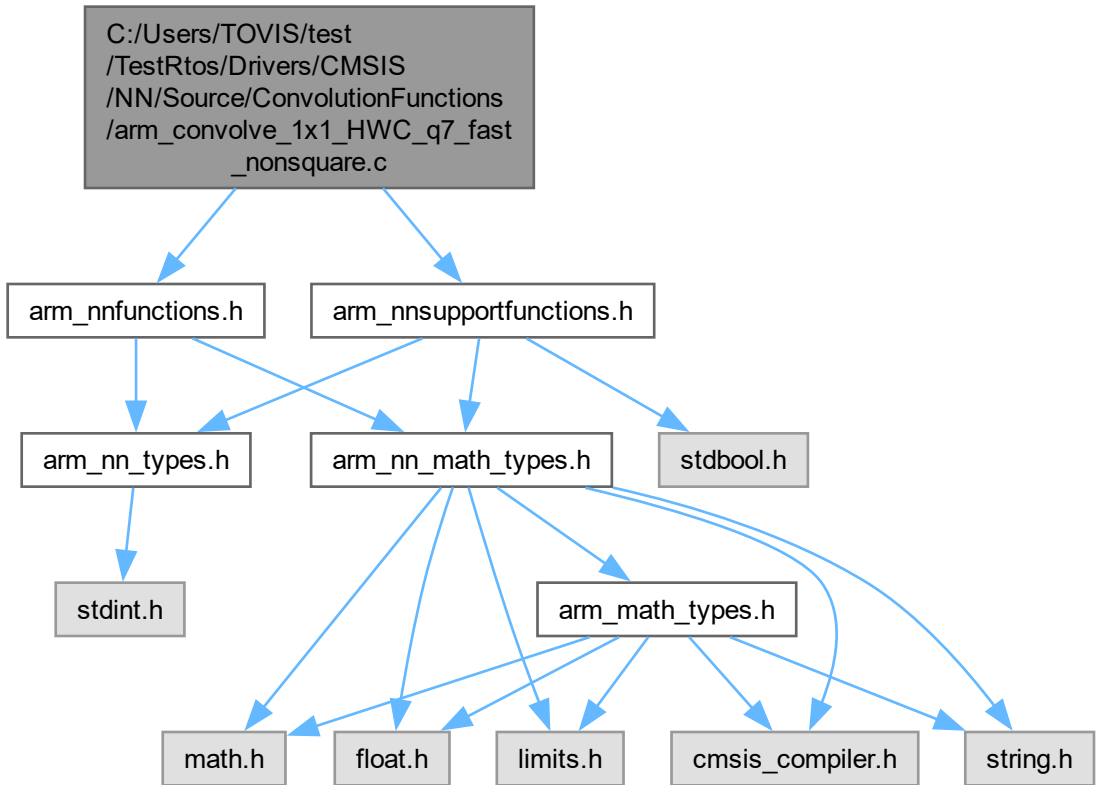 C:/Users/TOVIS/test
/TestRtos/Drivers/CMSIS
/NN/Source/ConvolutionFunctions
/arm_convolve_1x1_HWC_q7_fast
_nonsquare.c
arm_nnfunctions.h
arm_nnsupportfunctions.h
arm_nn_types.h
arm_nn_math_types.h
stdbool.h
stdint.h
arm_math_types.h
math.h
float.h
limits.h
cmsis_compiler.h
string.h